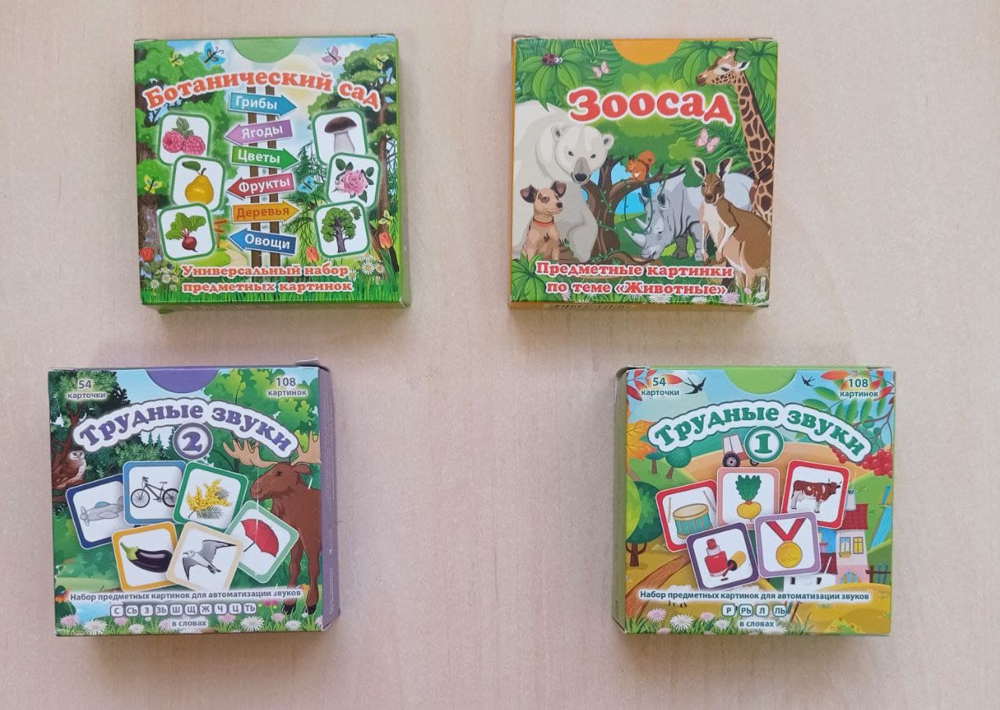 Ботанический сад
Грибы
Ягоды
Цветы
Фрукты
Деревья
Овощи
Универсальный набор
предметных картинок
Зоосад
Предметные картинки
по теме «Животные»
54
карточки
108
картинок
Трудные звуки
2
Набор предметных картинок для автоматизации звуков
С СЬ З ЗЬ Ш Щ Ж Ч Ц ТЬ
в словах
54
карточки
108
картинок
Трудные звуки
1
Набор предметных картинок для автоматизации звуков
Р РЬ Л ЛЬ
в словах